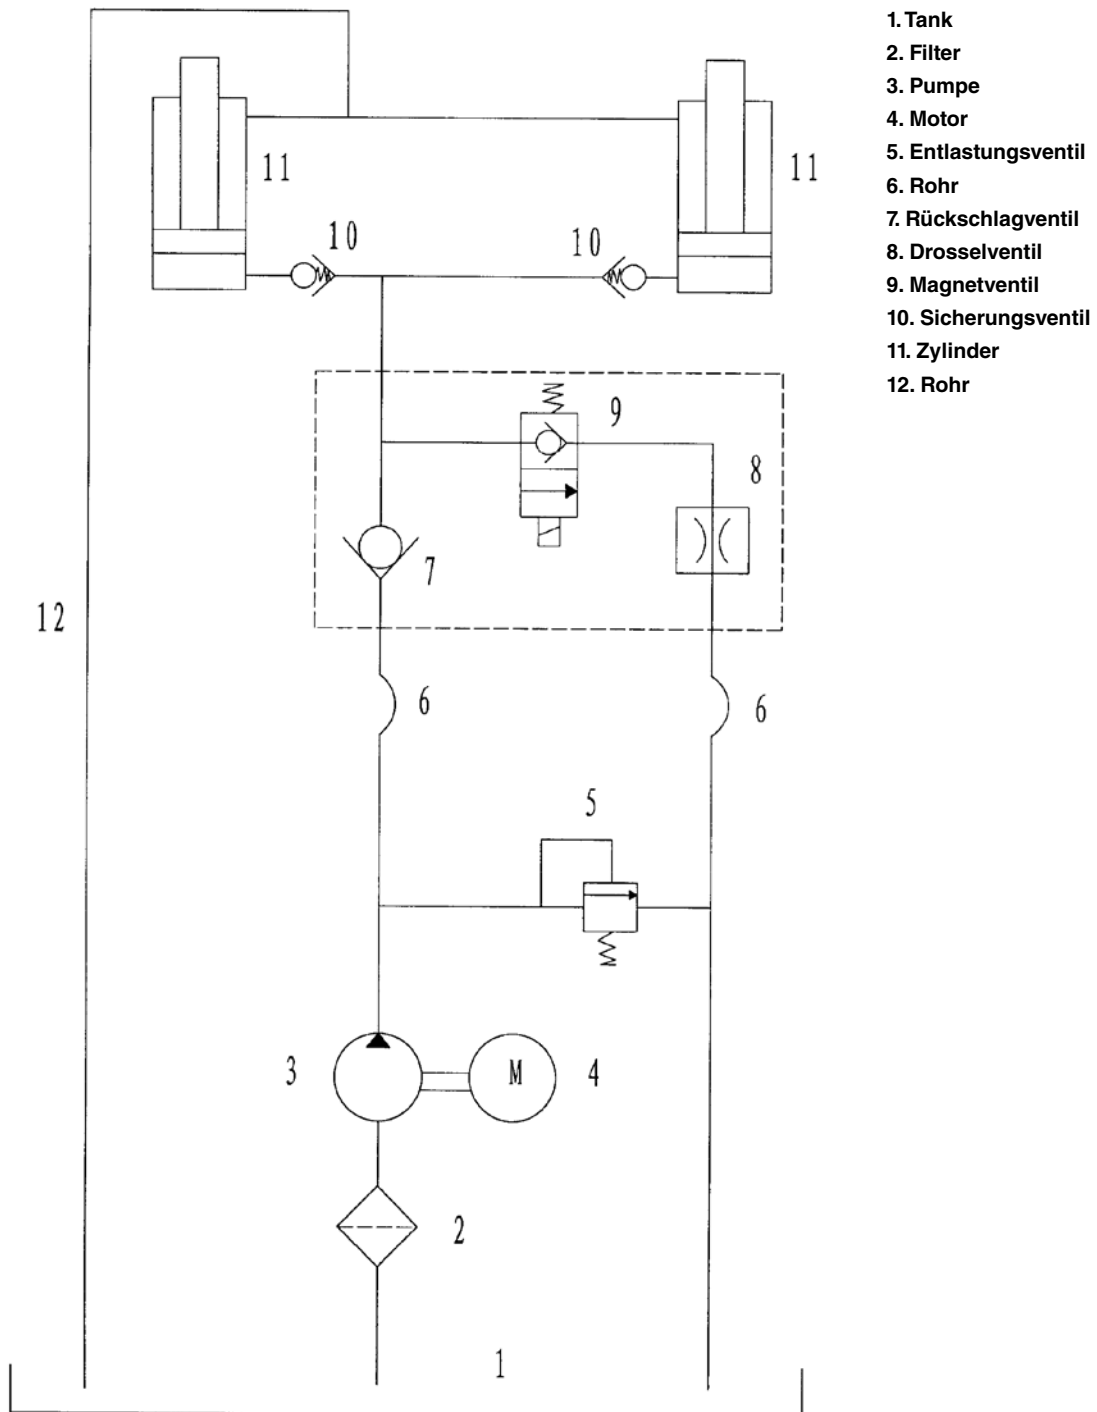 1. Tank
2. Filter
3. Pumpe
4. Motor
5. Entlastungsventil
6. Rohr
7. Rückschlagventil
8. Drosselventil
9. Magnetventil
10. Sicherungsventil
11. Zylinder
12. Rohr
11
11
10
10
9
8
7
12
6
6
5
3
M
4
2
1